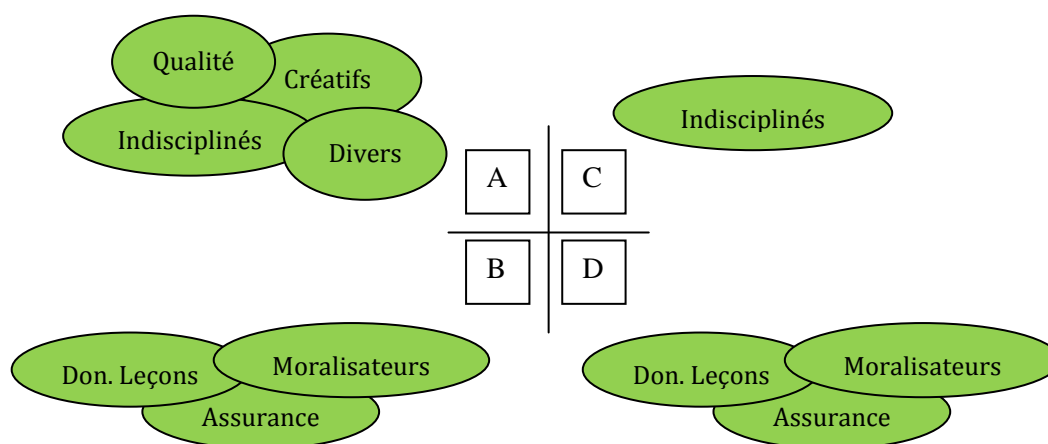 Qualité
Créatifs
Indisciplinés
Divers
Indisciplinés
A
C
B
D
Don. Leçons
Moralisateurs
Assurance
Don. Leçons
Moralisateurs
Assurance